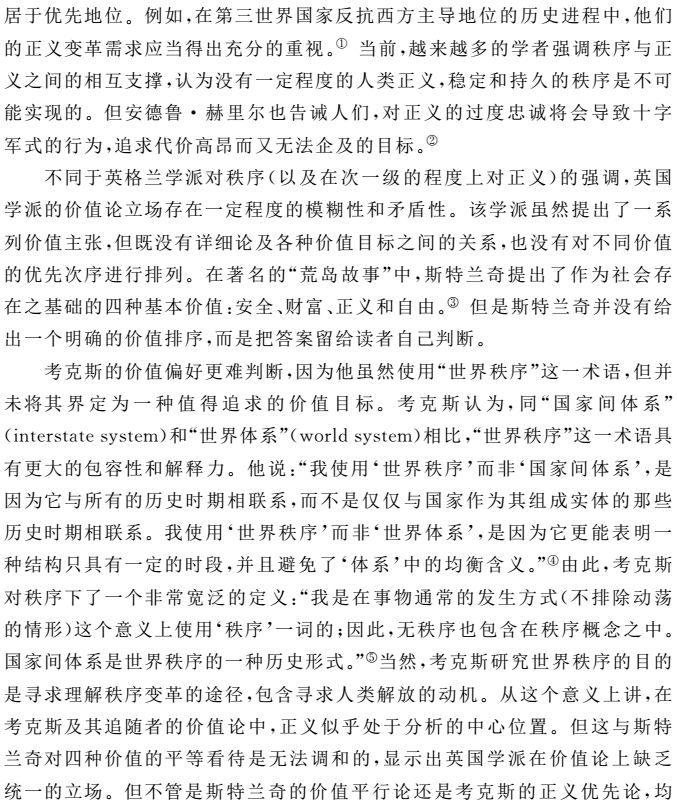 居于优先地位。例如,在第三世界国家反抗西方主导地位的历史进程中,他们
的正义变革需求应当得出充分的重视。① 当前,越来越多的学者强调秩序与正
义之间的相互支撑,认为没有一定程度的人类正义,稳定和持久的秩序是不可
能实现的。但安德鲁·赫里尔也告诫人们,对正义的过度忠诚将会导致十字
军式的行为,追求代价高昂而又无法企及的目标。②
不同于英格兰学派对秩序(以及在次一级的程度上对正义)的强调,英国
学派的价值论立场存在一定程度的模糊性和矛盾性。该学派虽然提出了一系
列价值主张,但既没有详细论及各种价值目标之间的关系,也没有对不同价值
的优先次序进行排列。在著名的“荒岛故事”中,斯特兰奇提出了作为社会存
在之基础的四种基本价值:安全、财富、正义和自由。③ 但是斯特兰奇并没有给
出一个明确的价值排序,而是把答案留给读者自己判断。
考克斯的价值偏好更难判断,因为他虽然使用“世界秩序”这一术语,但并
未将其界定为一种值得追求的价值目标。考克斯认为,同“国家间体系”
(interstate system)和“世界体系”(world system)相比,“世界秩序”这一术语具
有更大的包容性和解释力。他说:“我使用‘世界秩序’而非‘国家间体系’,是
因为它与所有的历史时期相联系,而不是仅仅与国家作为其组成实体的那些
历史时期相联系。我使用‘世界秩序’而非‘世界体系’,是因为它更能表明一
种结构只具有一定的时段,并且避免了‘体系’中的均衡含义。”④由此,考克斯
对秩序下了一个非常宽泛的定义:“我是在事物通常的发生方式(不排除动荡
的情形)这个意义上使用‘秩序’一词的;因此,无秩序也包含在秩序概念之中。
国家间体系是世界秩序的一种历史形式。”⑤当然,考克斯研究世界秩序的目的
是寻求理解秩序变革的途径,包含寻求人类解放的动机。从这个意义上讲,在
考克斯及其追随者的价值论中,正义似乎处于分析的中心位置。但这与斯特
兰奇对四种价值的平等看待是无法调和的,显示出英国学派在价值论上缺乏
统一的立场。但不管是斯特兰奇的价值平行论还是考克斯的正义优先论,均